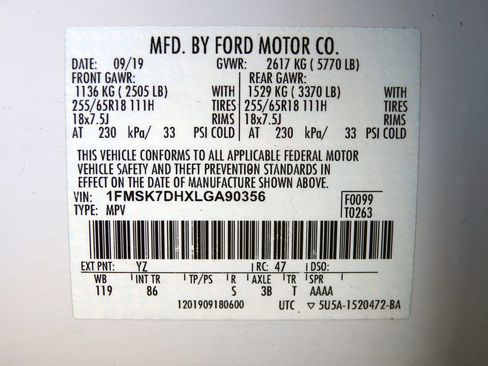 MFD. BY FORD MOTOR CO.
DATE: 09/19 GVWR: 2617 KG (5770 LB)
FRONT GAWR: REAR GAWR:
1136 KG (2505 LB) WITH 1529 KG (3370 LB) WITH
255/65R18 111H TIRES 255/65R18 111H TIRES
18x7.5J RIMS 18x7.5J RIMS
AT 230 kPa/ 33 PSI COLD AT 230 kPa/ 33 PSI COLD
THIS VEHICLE CONFORMS TO ALL APPLICABLE FEDERAL MOTOR
VEHICLE SAFETY AND THEFT PREVENTION STANDARDS IN
EFFECT ON THE DATE OF MANUFACTURE SHOWN ABOVE.
VIN: 1FMSK7DHXLGA90356 F0099
TYPE: MPV T0263
EXT PNT: YZ RC: 47 DSO:
WB INT TR TP/PS R AXLE TR SPR
119 86 S 3B T AAAA
1201909180600 UTC ▽ 5U5A-1520472-BA